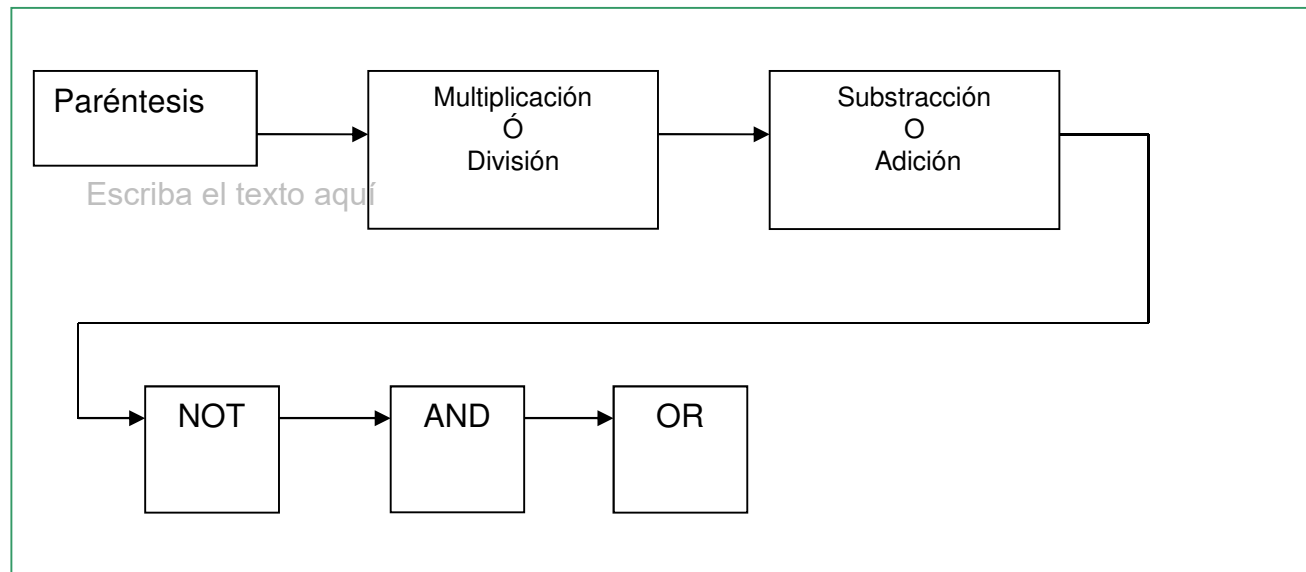 Paréntesis
Multiplicación
Ó
División
Substracción
O
Adición
Escriba el texto aquí
NOT
AND
OR